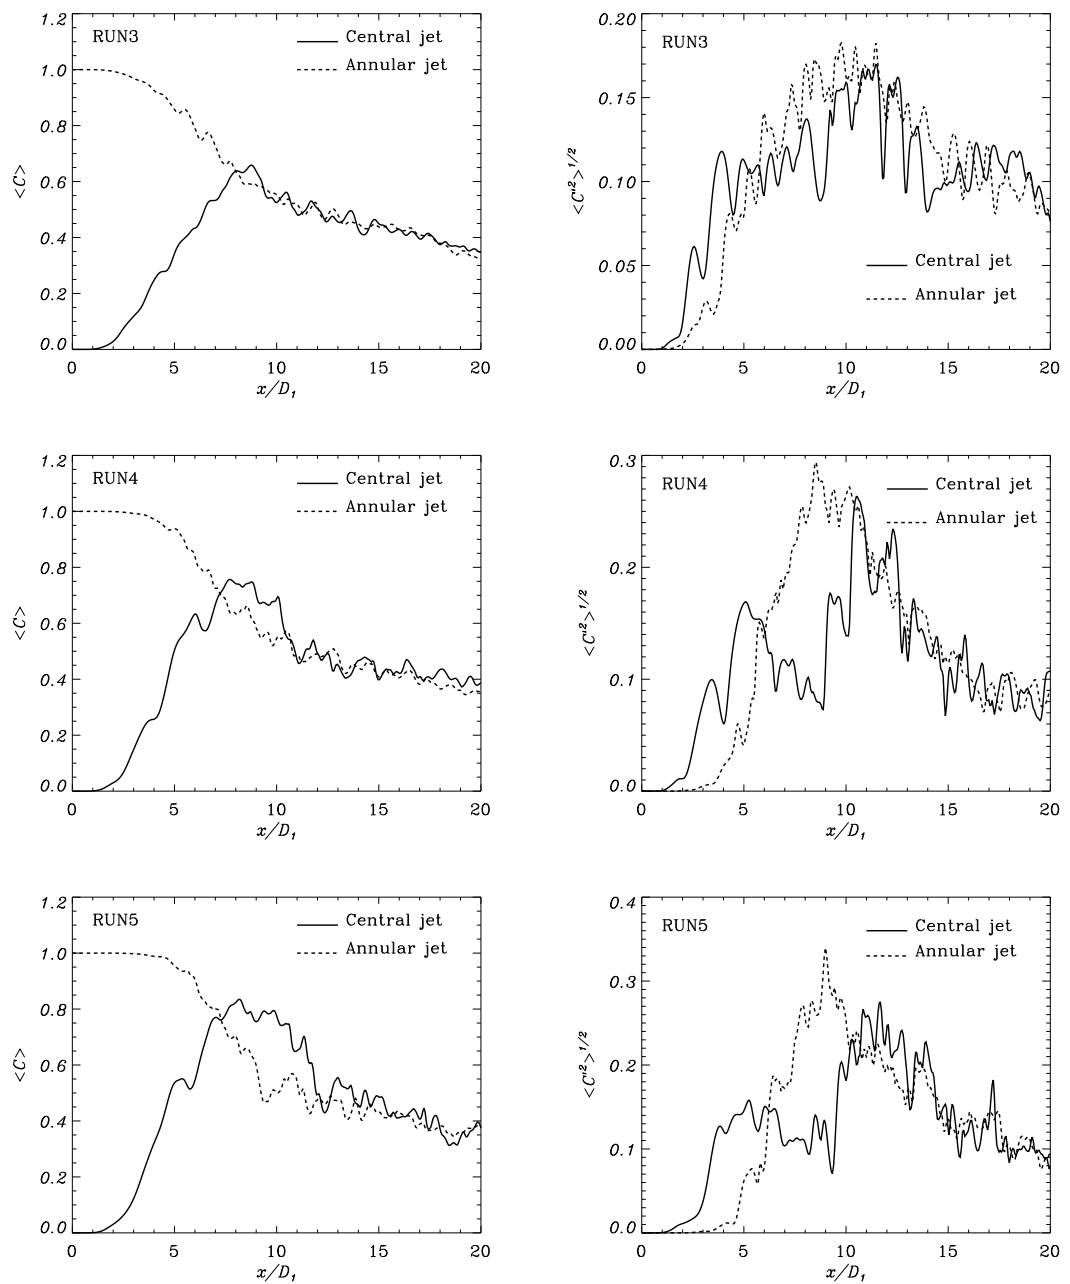 RUN3
Central jet
Annular jet
1.2
1.0
0.8
0.6
0.4
0.2
0.0
<C>
0 5 10 15 20
x/D₁
RUN3
Central jet
Annular jet
0.20
0.15
0.10
0.05
0.00
<C'²>¹/²
0 5 10 15 20
x/D₁
RUN4
Central jet
Annular jet
1.2
1.0
0.8
0.6
0.4
0.2
0.0
<C>
0 5 10 15 20
x/D₁
RUN4
Central jet
Annular jet
0.3
0.2
0.1
0.0
<C'²>¹/²
0 5 10 15 20
x/D₁
RUN5
Central jet
Annular jet
1.2
1.0
0.8
0.6
0.4
0.2
0.0
<C>
0 5 10 15 20
x/D₁
RUN5
Central jet
Annular jet
0.4
0.3
0.2
0.1
0.0
<C'²>¹/²
0 5 10 15 20
x/D₁